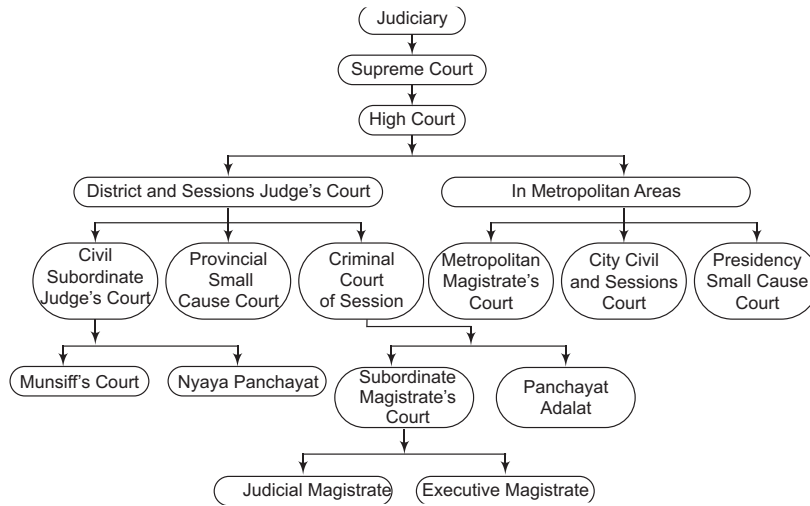 Judiciary
Supreme Court
High Court
District and Sessions Judge's Court
In Metropolitan Areas
Civil
Subordinate
Judge's Court
Provincial
Small
Cause Court
Criminal
Court
of Session
Metropolitan
Magistrate's
Court
City Civil
and Sessions
Court
Presidency
Small Cause
Court
Munsiff's Court
Nyaya Panchayat
Subordinate
Magistrate's
Court
Panchayat
Adalat
Judicial Magistrate
Executive Magistrate